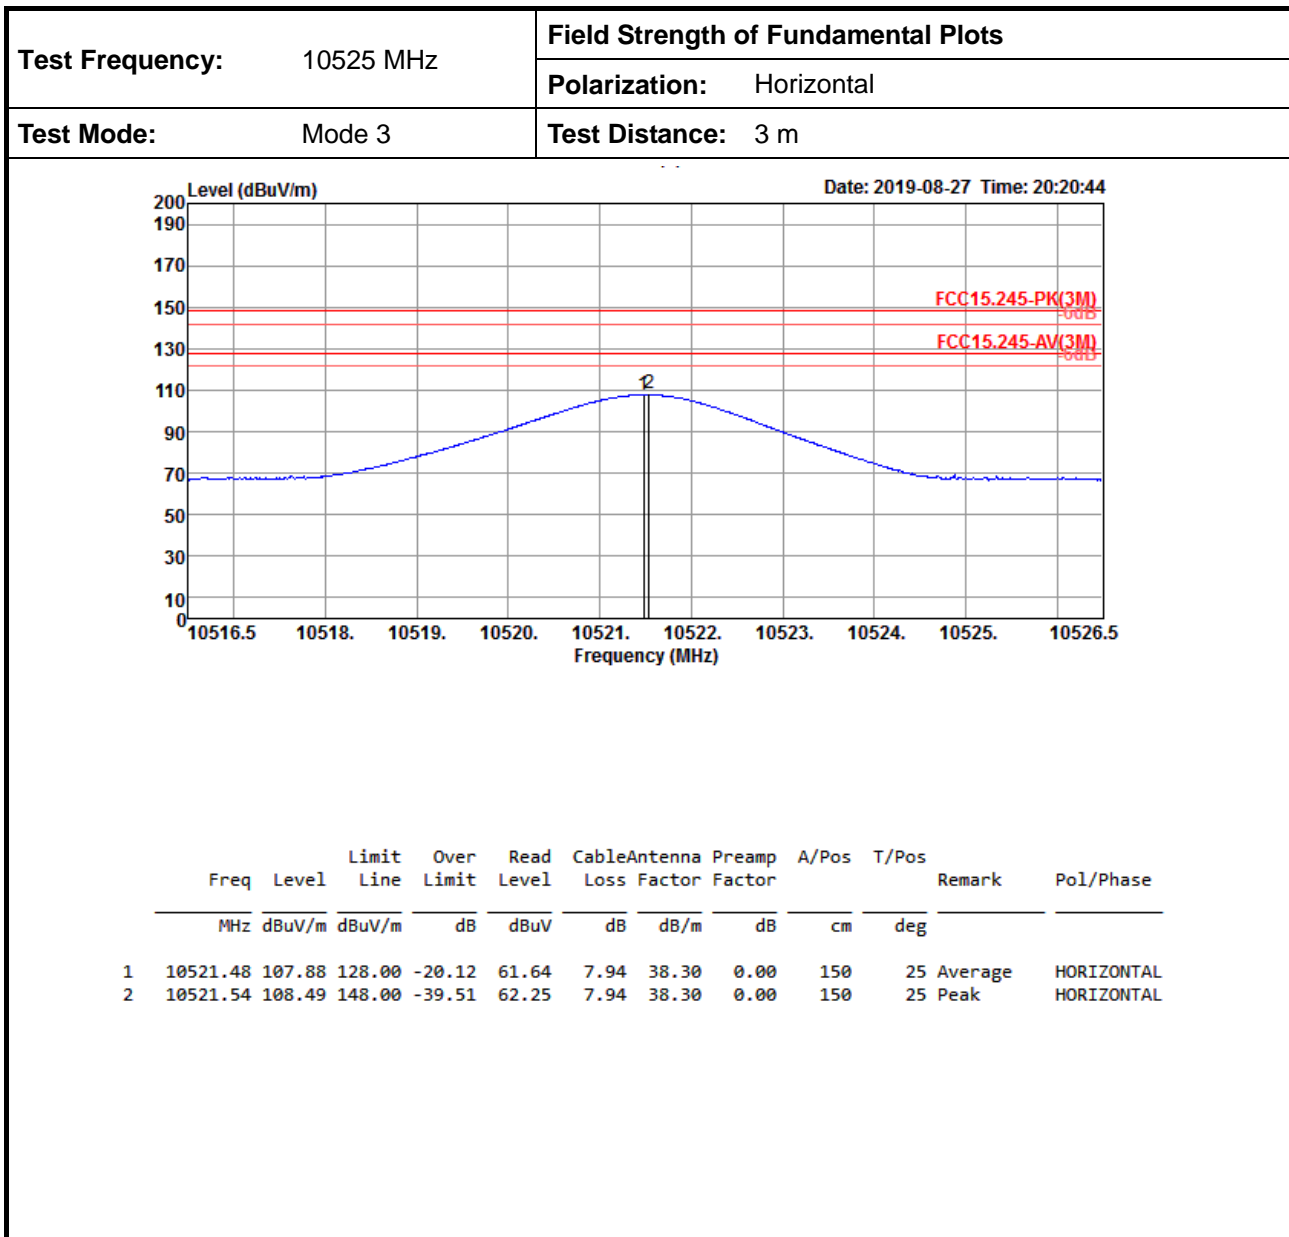 Test Frequency: 10525 MHz
Field Strength of Fundamental Plots
Polarization: Horizontal
Test Mode: Mode 3
Test Distance: 3 m
Level (dBuV/m)
Date: 2019-08-27 Time: 20:20:44
200
190
170
150
130
110
90
70
50
30
10
0
FCC15.245-PK(3M)
-6dB
FCC15.245-AV(3M)
-6dB
1 2
10516.5 10518. 10519. 10520. 10521. 10522. 10523. 10524. 10525. 10526.5
Frequency (MHz)
Limit Over Read CableAntenna Preamp A/Pos T/Pos
Freq Level Line Limit Level Loss Factor Factor Remark Pol/Phase
MHz dBuV/m dBuV/m dB dBuV dB dB/m dB cm deg
1 10521.48 107.88 128.00 -20.12 61.64 7.94 38.30 0.00 150 25 Average HORIZONTAL
2 10521.54 108.49 148.00 -39.51 62.25 7.94 38.30 0.00 150 25 Peak HORIZONTAL